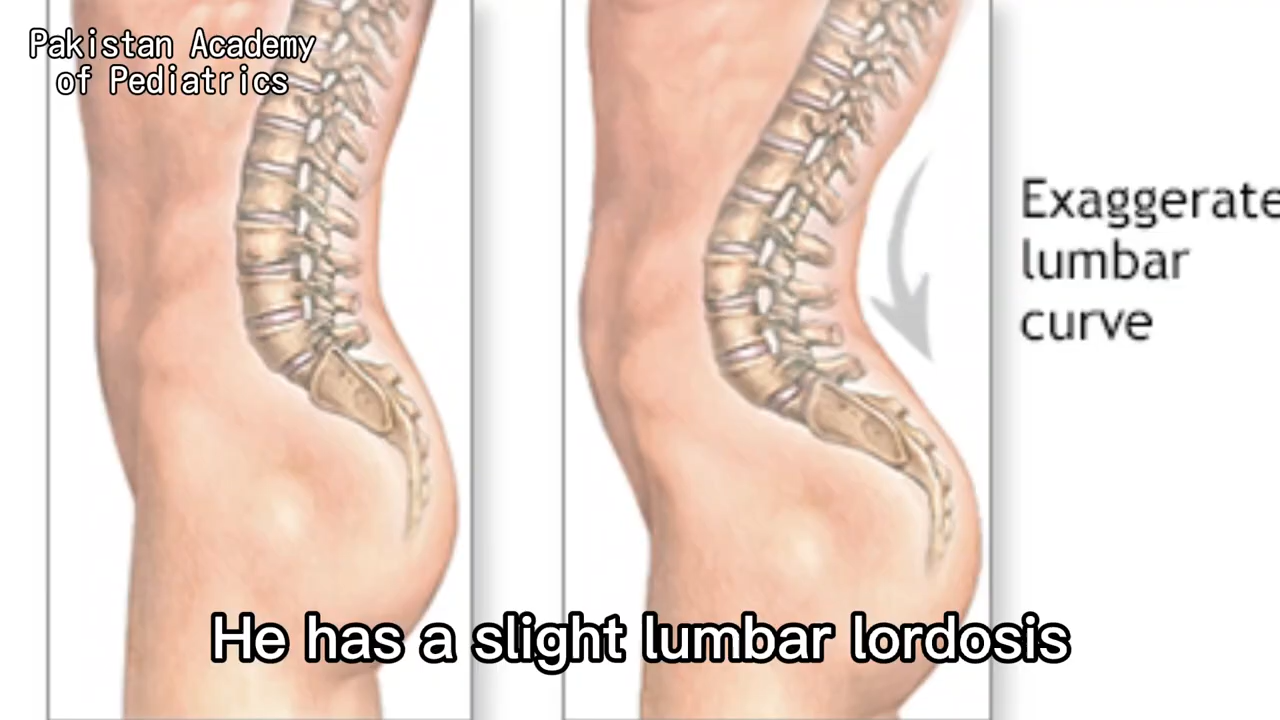 Pakistan Academy
of Pediatrics
Exaggerate
lumbar
curve
He has a slight lumbar lordosis